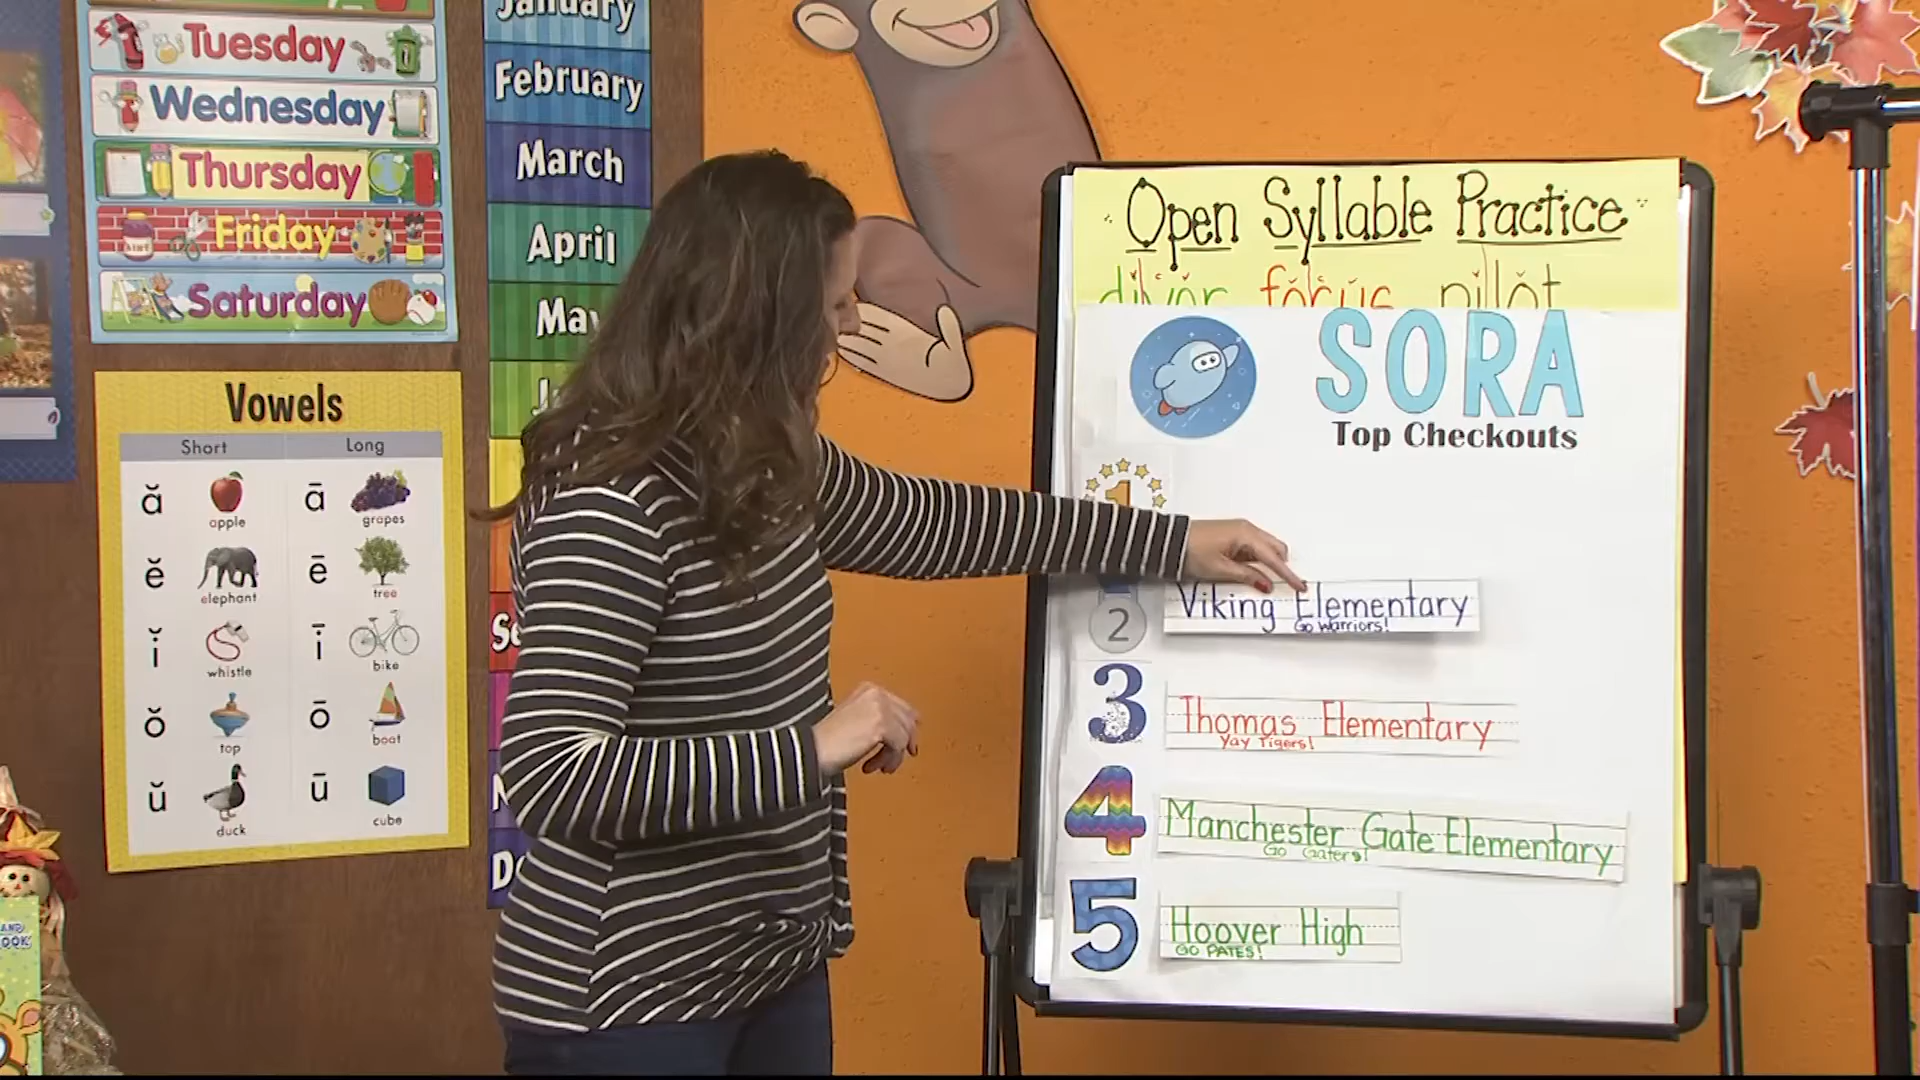 Tuesday
Wednesday
Thursday
Friday
Saturday
January
February
March
April
Vowels
Short Long
ă apple ā grapes
ĕ elephant ē tree
ĭ whistle ī bike
ŏ top ō boat
ŭ duck ū cube
Open Syllable Practice
SORA
Top Checkouts
1
2 Viking Elementary
Go Warriors!
3 Thomas Elementary
Yay Tigers!
4 Manchester Gate Elementary
Go Gaters!
5 Hoover High
GO PATES!